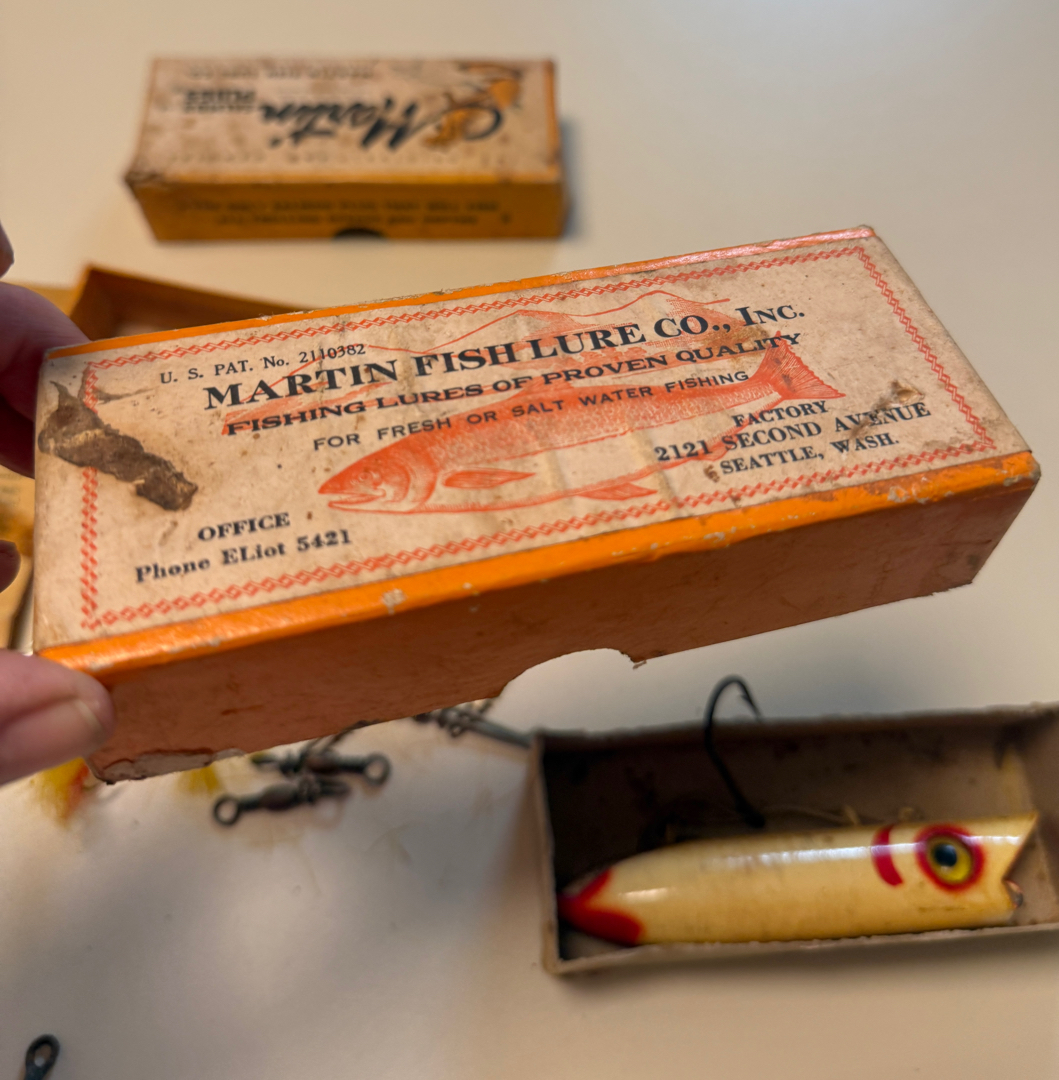 Martin
U. S. PAT. No. 2110382
MARTIN FISH LURE CO., INC.
FISHING LURES OF PROVEN QUALITY
FOR FRESH OR SALT WATER FISHING
FACTORY
2121 SECOND AVENUE
SEATTLE, WASH.
OFFICE
Phone ELiot 5421